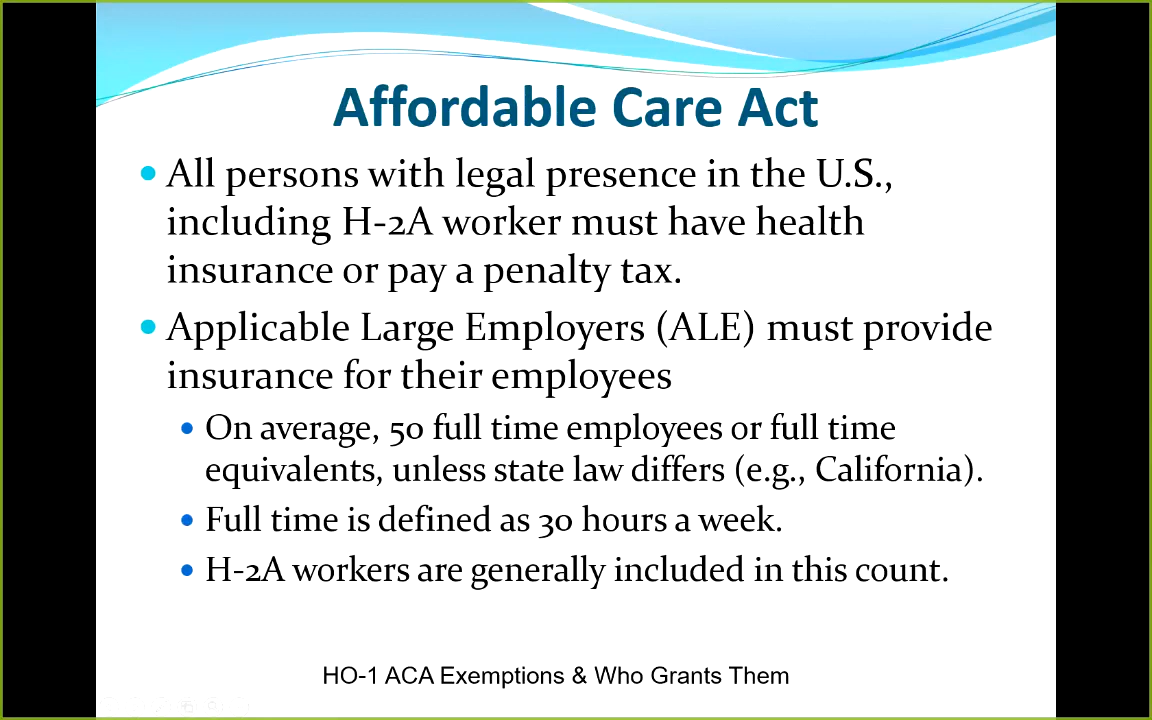 Affordable Care Act
• All persons with legal presence in the U.S.,
including H-2A worker must have health
insurance or pay a penalty tax.
• Applicable Large Employers (ALE) must provide
insurance for their employees
• On average, 50 full time employees or full time
equivalents, unless state law differs (e.g., California).
• Full time is defined as 30 hours a week.
• H-2A workers are generally included in this count.
HO-1 ACA Exemptions & Who Grants Them